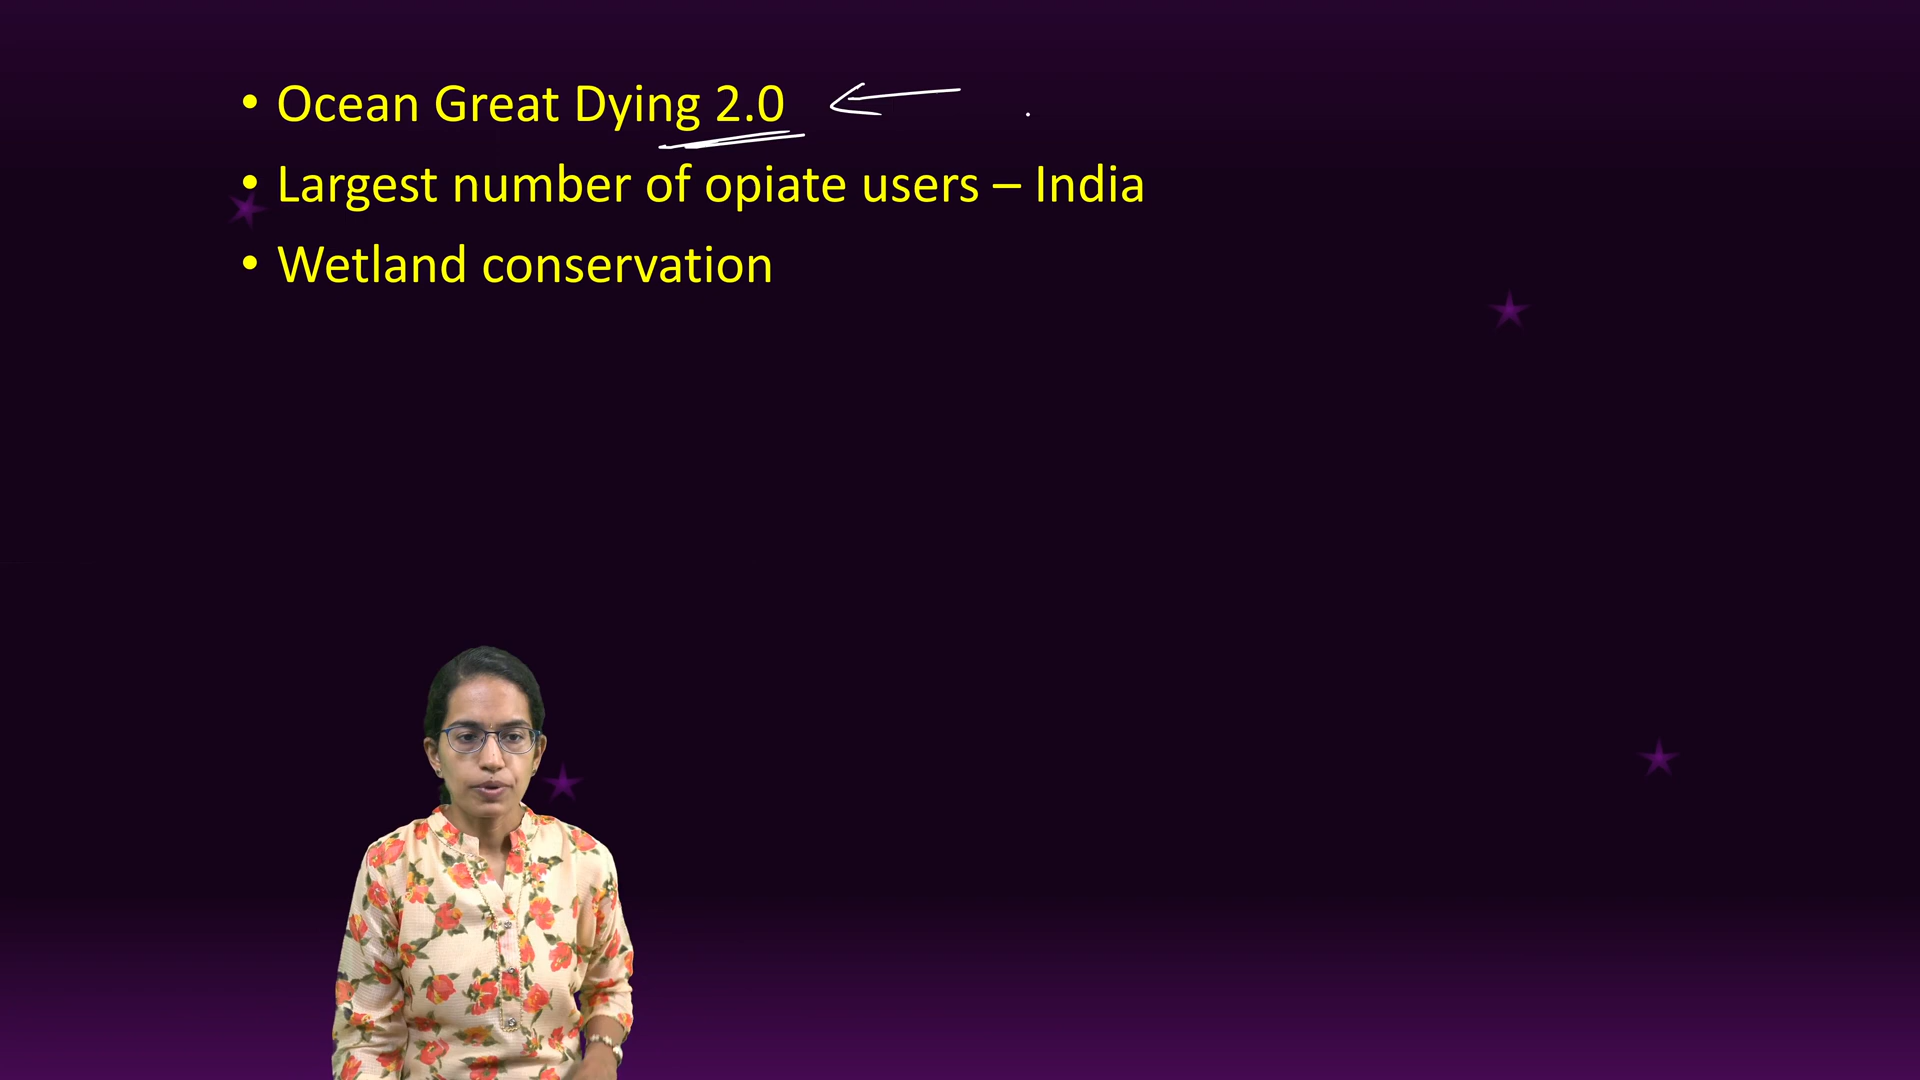 • Ocean Great Dying 2.0
• Largest number of opiate users – India
• Wetland conservation